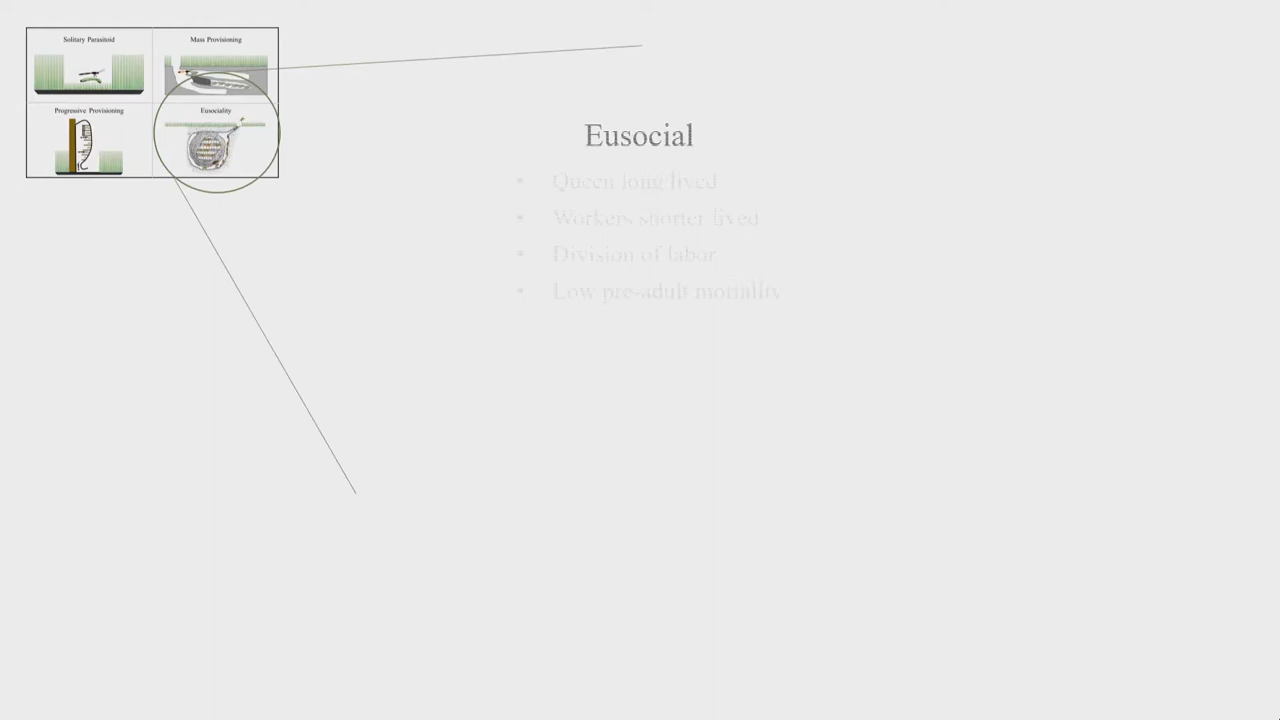 Solitary Parasitoid
Mass Provisioning
Progressive Provisioning
Eusociality
Eusocial
• Queen long lived
• Workers shorter lived
• Division of labor
• Low pre-adult mortality